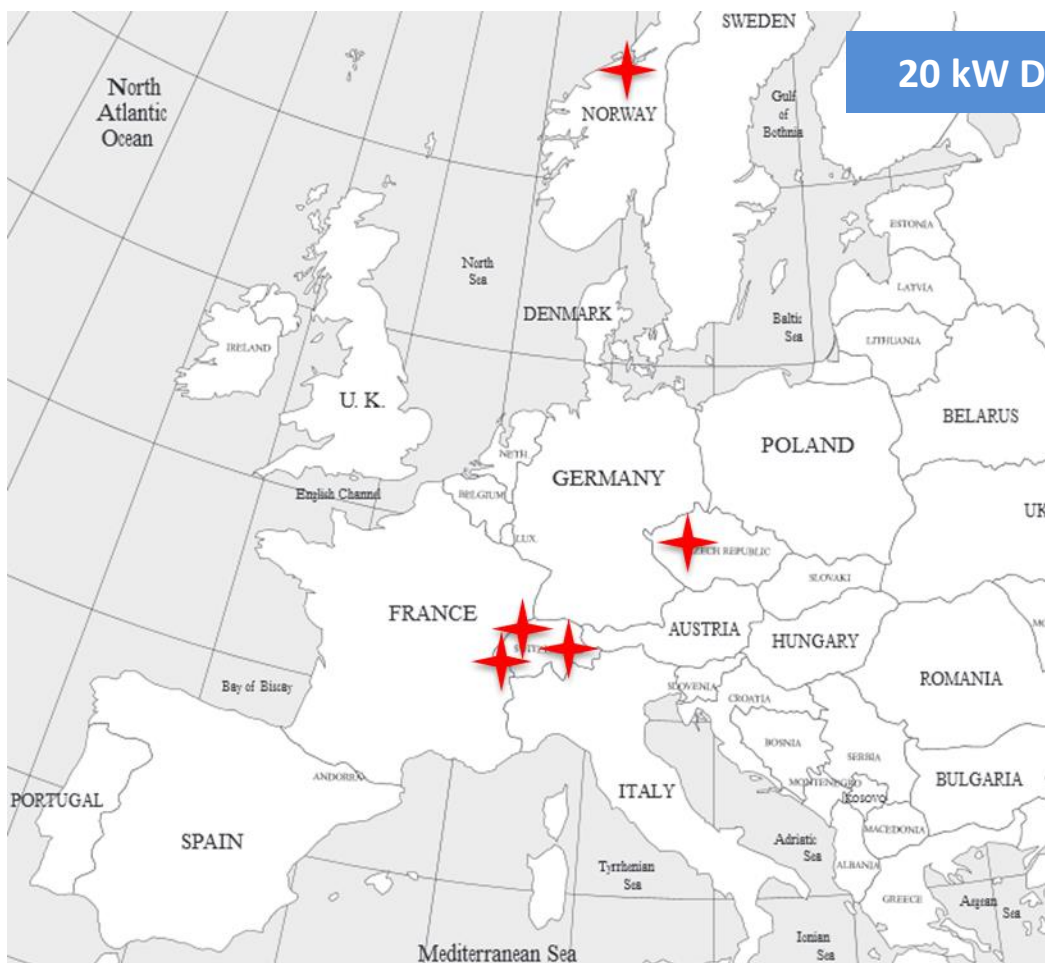 SWEDEN
20 kW D
North
Atlantic
Ocean
NORWAY
Gulf
of
Bothnia
ESTONIA
North
Sea
LATVIA
DENMARK
Baltic
Sea
LITHUANIA
IRELAND
U. K.
BELARUS
POLAND
NETH.
GERMANY
English Channel
BELGIUM
UK
LUX.
ZECH REPUBLIC
SLOVAKI
FRANCE
AUSTRIA
HUNGARY
Bay of Biscay
ROMANIA
SLOVENIA
CROATIA
BOSNIA
SERBIA
ANDORRA
ITALY
MONTENEGRO
KOSOVO
BULGARIA
PORTUGAL
SPAIN
MACEDONIA
Adriatic
Sea
ALBANIA
Tyrrhenian
Sea
GREECE
Aegean
Sea
Mediterranean Sea
Ionian
Sea